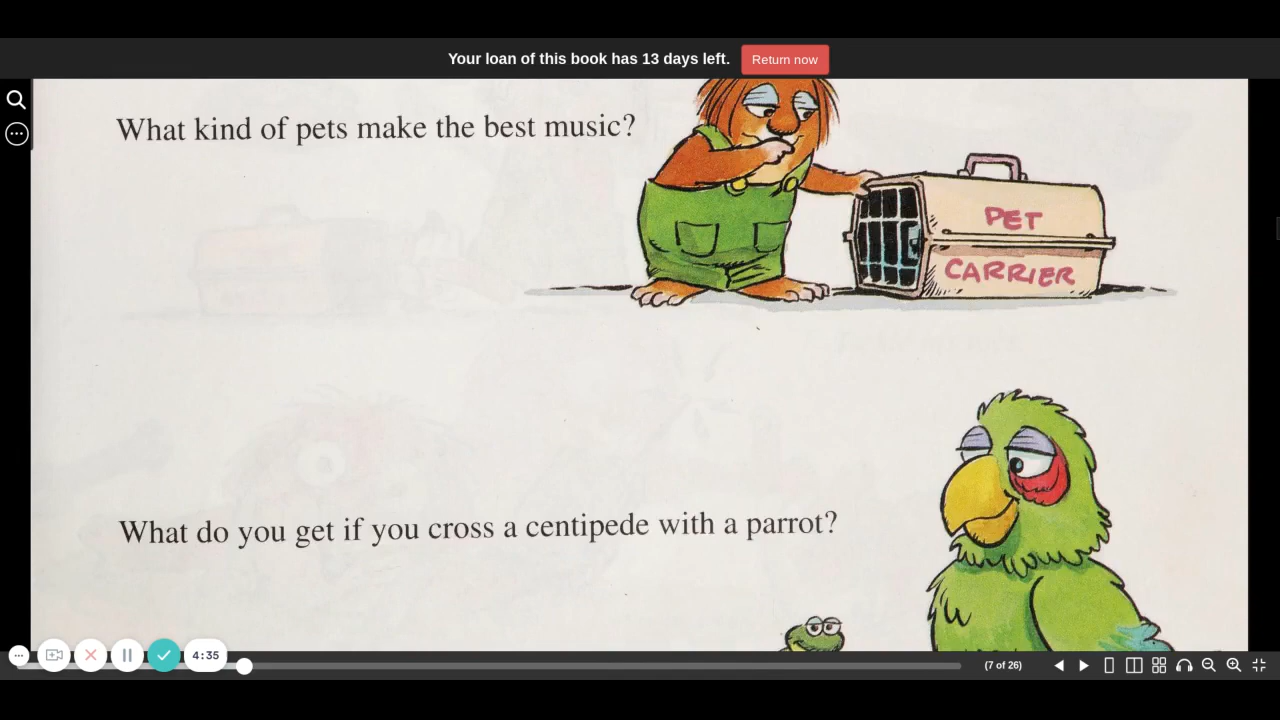 Your loan of this book has 13 days left. Return now
What kind of pets make the best music?
PET
CARRIER
What do you get if you cross a centipede with a parrot?
4:35
(7 of 26)